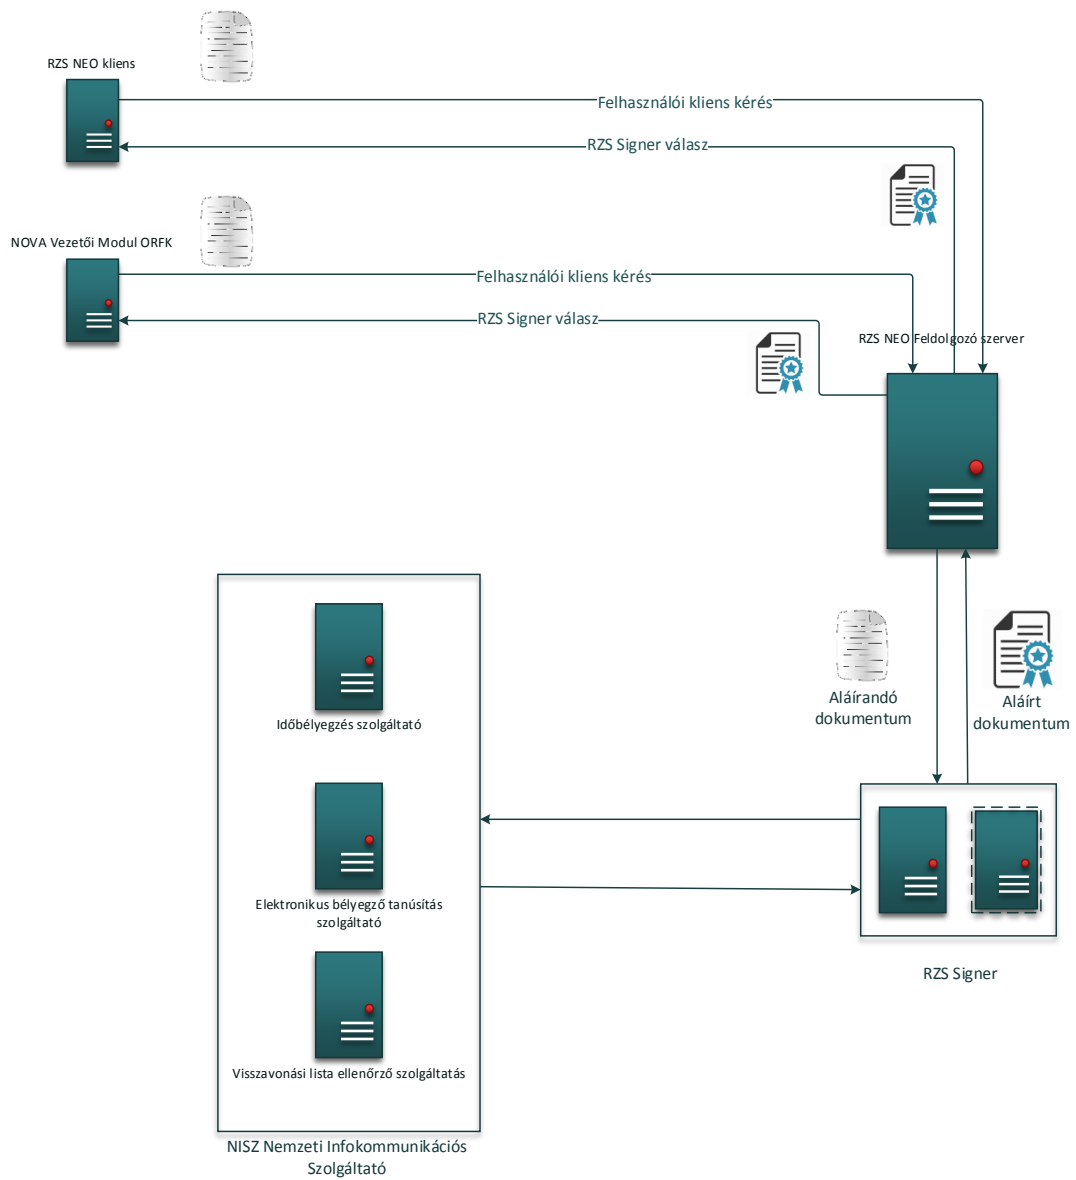 RZS NEO kliens
Felhasználói kliens kérés
RZS Signer válasz
NOVA Vezetői Modul ORFK
Felhasználói kliens kérés
RZS Signer válasz
RZS NEO Feldolgozó szerver
Aláírandó
dokumentum
Aláírt
dokumentum
Időbélyegzés szolgáltató
Elektronikus bélyegző tanúsítás
szolgáltató
RZS Signer
Visszavonási lista ellenőrző szolgáltatás
NISZ Nemzeti Infokommunikációs
Szolgáltató